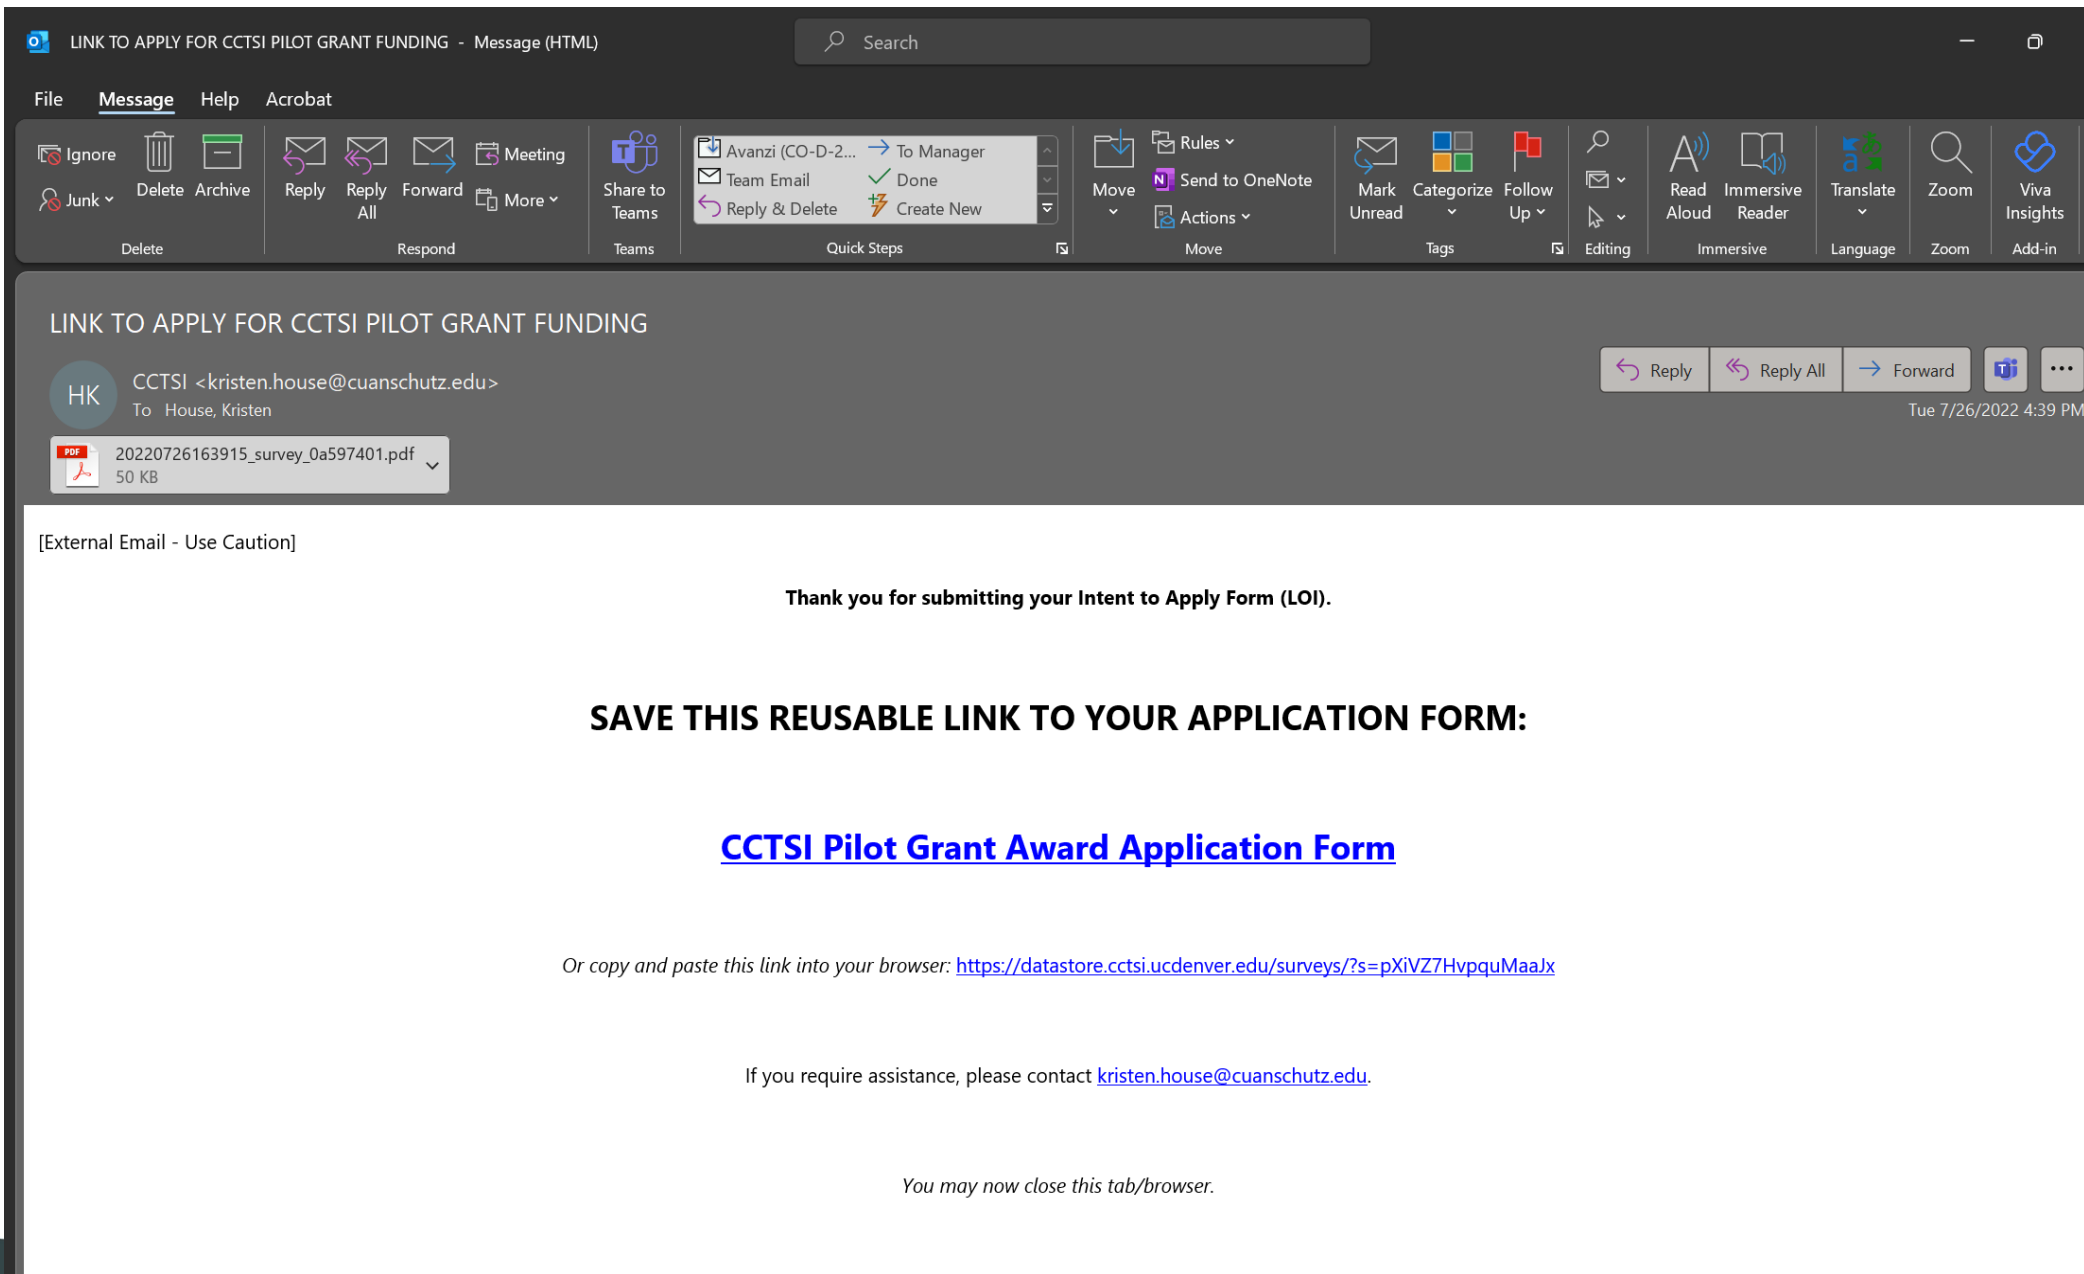 LINK TO APPLY FOR CCTSI PILOT GRANT FUNDING - Message (HTML)
Search
File Message Help Acrobat
Ignore
Junk
Delete
Archive
Delete
Reply
Reply All
Forward
Meeting
More
Respond
Share to Teams
Teams
Avanzi (CO-D-2... To Manager
Team Email Done
Reply & Delete Create New
Quick Steps
Move
Rules
Send to OneNote
Actions
Move
Mark Unread
Categorize
Follow Up
Tags
Editing
Read Aloud
Immersive Reader
Immersive
Translate
Language
Zoom
Zoom
Viva Insights
Add-in
LINK TO APPLY FOR CCTSI PILOT GRANT FUNDING
HK
CCTSI <kristen.house@cuanschutz.edu>
To House, Kristen
Reply Reply All Forward
Tue 7/26/2022 4:39 PM
PDF
20220726163915_survey_0a597401.pdf
50 KB
[External Email - Use Caution]
Thank you for submitting your Intent to Apply Form (LOI).
SAVE THIS REUSABLE LINK TO YOUR APPLICATION FORM:
CCTSI Pilot Grant Award Application Form
Or copy and paste this link into your browser: https://datastore.cctsi.ucdenver.edu/surveys/?s=pXiVZ7HvpquMaaJx
If you require assistance, please contact kristen.house@cuanschutz.edu.
You may now close this tab/browser.